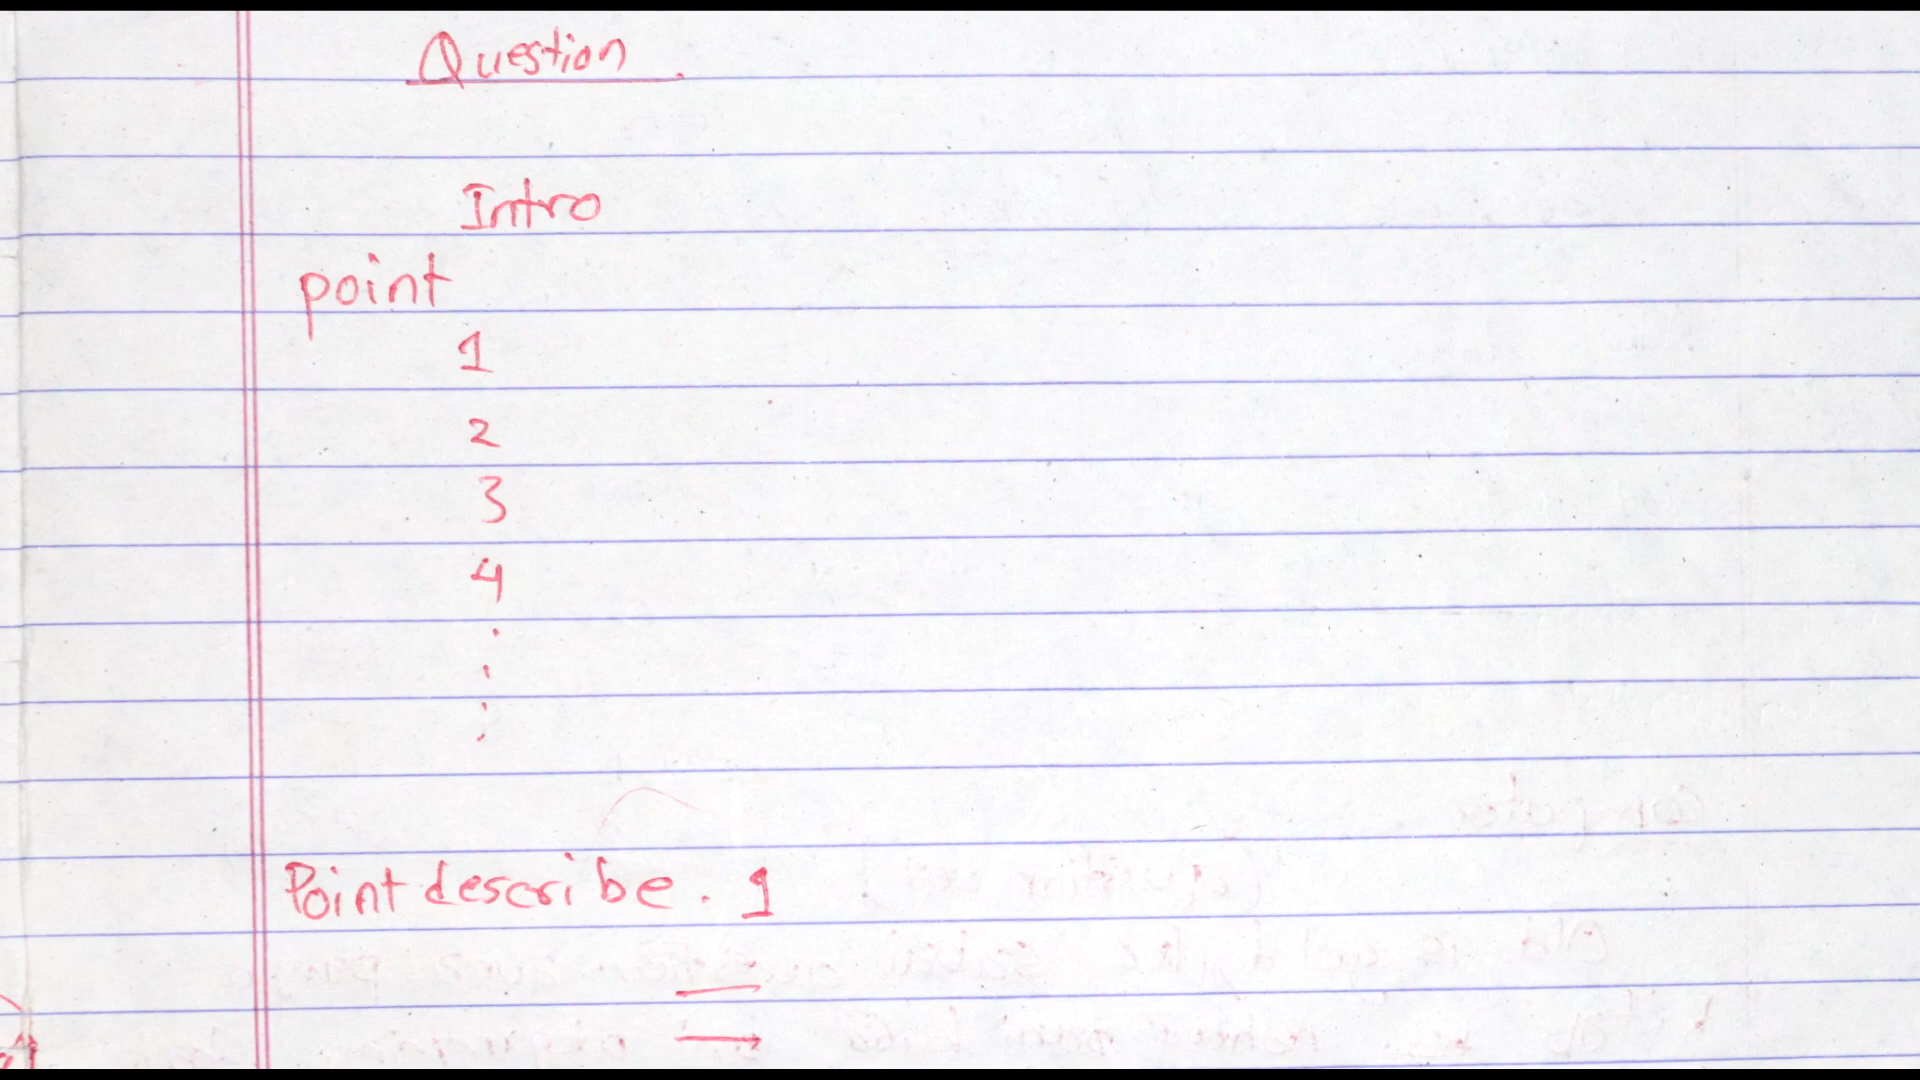 Question
Intro
point
1
2
3
4
Point describe. 1